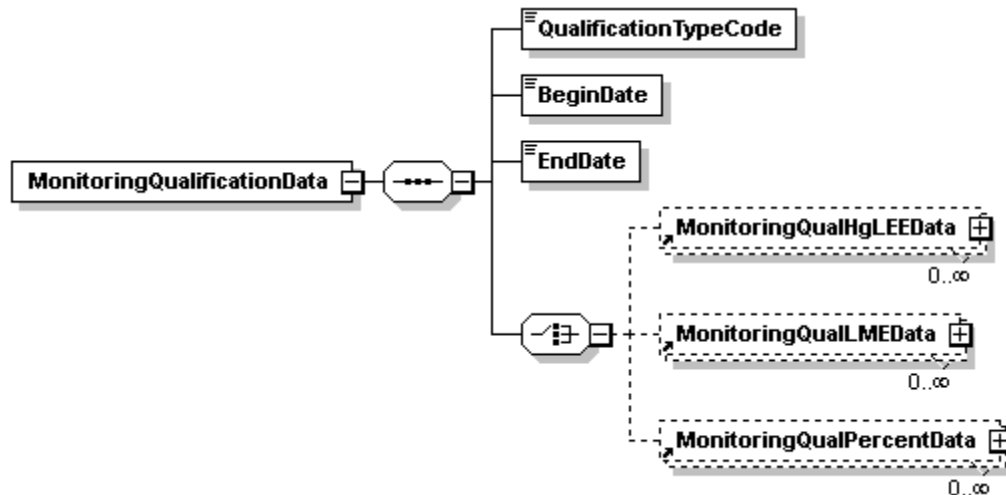 QualificationTypeCode
BeginDate
EndDate
MonitoringQualificationData
MonitoringQualHgLEEData
0..∞
MonitoringQualLMEData
0..∞
MonitoringQualPercentData
0..∞